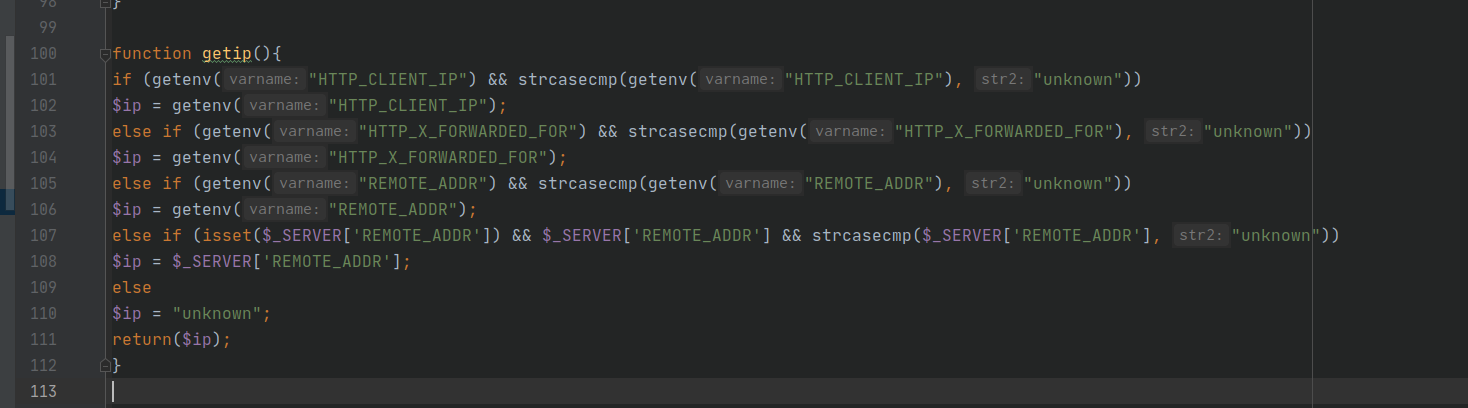 98 }
99
100 function getip(){
101 if (getenv( varname: "HTTP_CLIENT_IP") && strcasecmp(getenv( varname: "HTTP_CLIENT_IP"), str2: "unknown"))
102 $ip = getenv( varname: "HTTP_CLIENT_IP");
103 else if (getenv( varname: "HTTP_X_FORWARDED_FOR") && strcasecmp(getenv( varname: "HTTP_X_FORWARDED_FOR"), str2: "unknown"))
104 $ip = getenv( varname: "HTTP_X_FORWARDED_FOR");
105 else if (getenv( varname: "REMOTE_ADDR") && strcasecmp(getenv( varname: "REMOTE_ADDR"), str2: "unknown"))
106 $ip = getenv( varname: "REMOTE_ADDR");
107 else if (isset($_SERVER['REMOTE_ADDR']) && $_SERVER['REMOTE_ADDR'] && strcasecmp($_SERVER['REMOTE_ADDR'], str2: "unknown"))
108 $ip = $_SERVER['REMOTE_ADDR'];
109 else
110 $ip = "unknown";
111 return($ip);
112 }
113